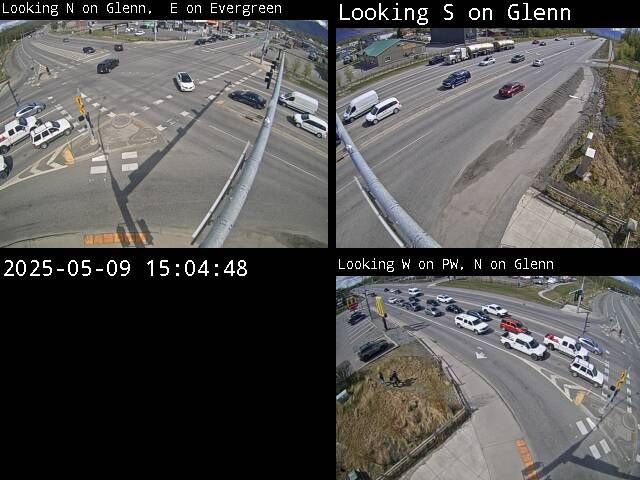 Looking N on Glenn,  E on Evergreen
Looking S on Glenn
2025-05-09 15:04:48
Looking W on PW, N on Glenn